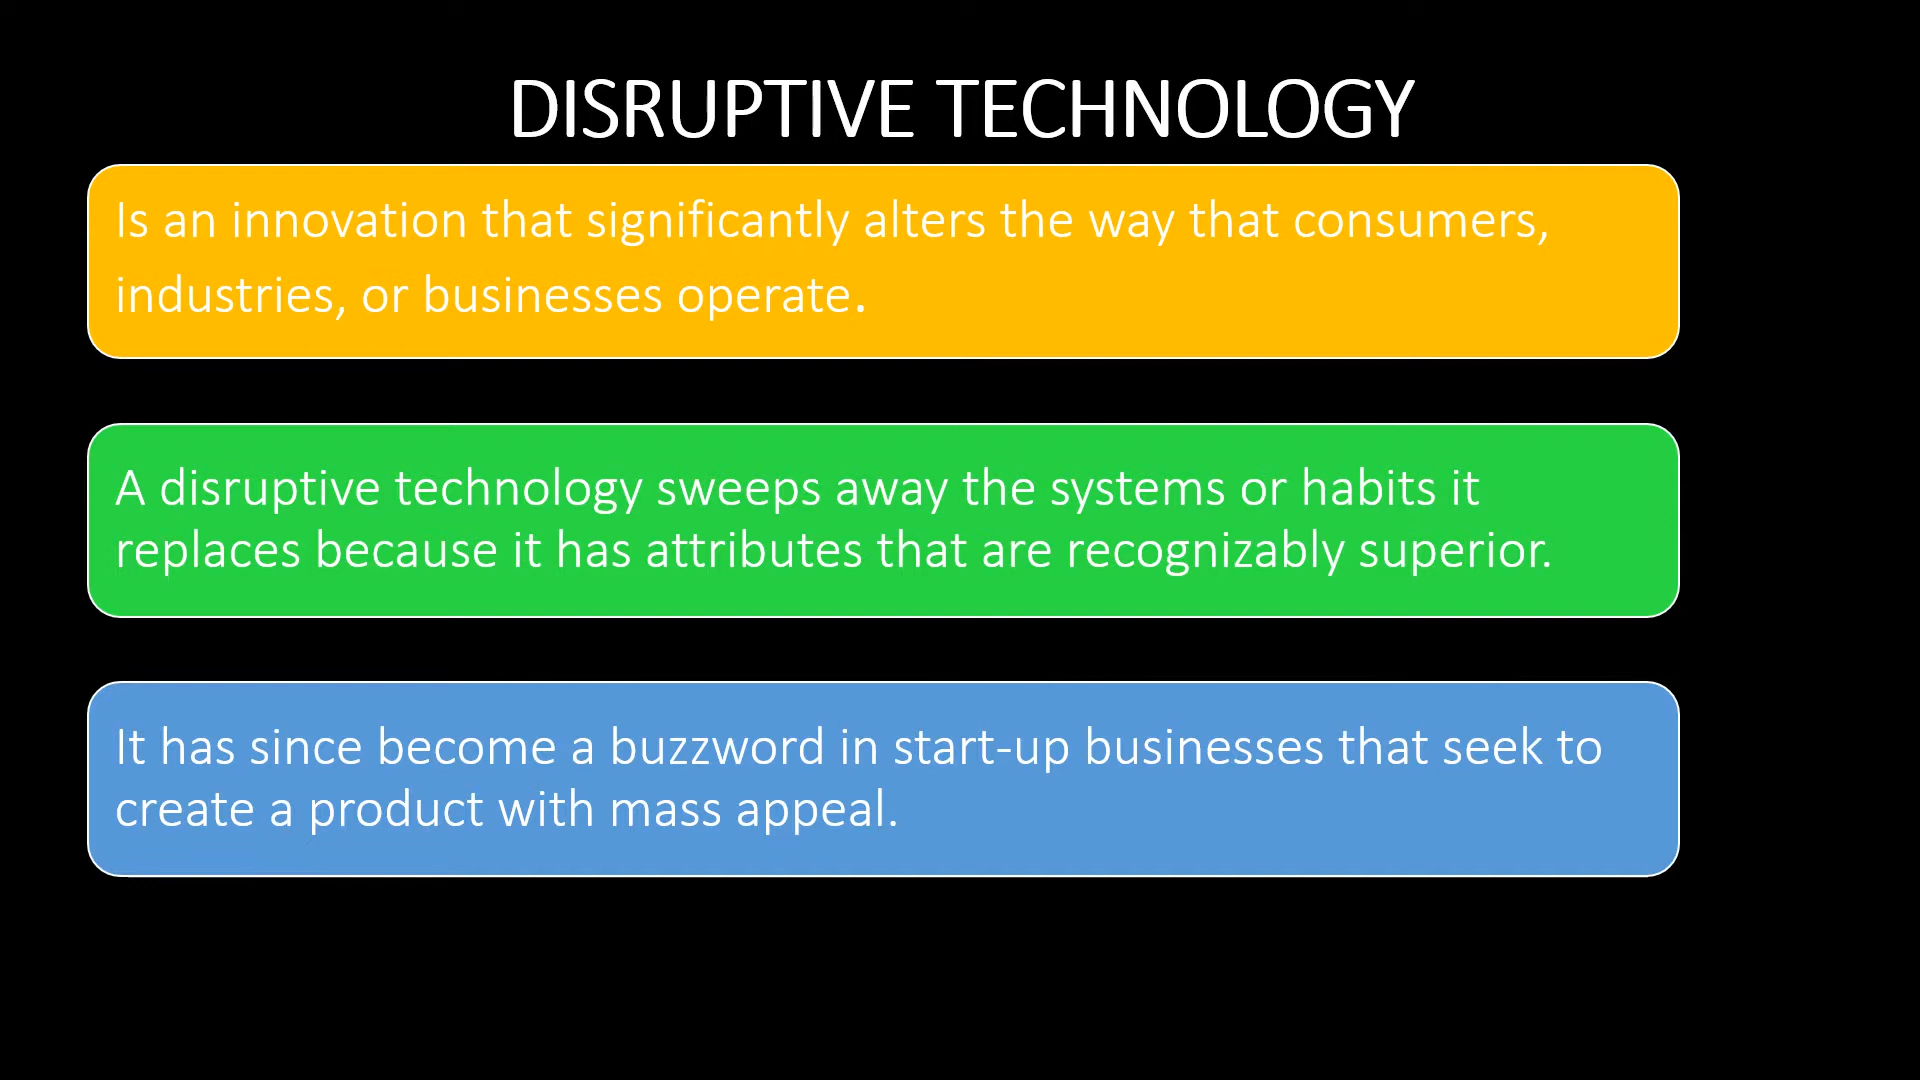 DISRUPTIVE TECHNOLOGY
Is an innovation that significantly alters the way that consumers,
industries, or businesses operate.
A disruptive technology sweeps away the systems or habits it
replaces because it has attributes that are recognizably superior.
It has since become a buzzword in start-up businesses that seek to
create a product with mass appeal.